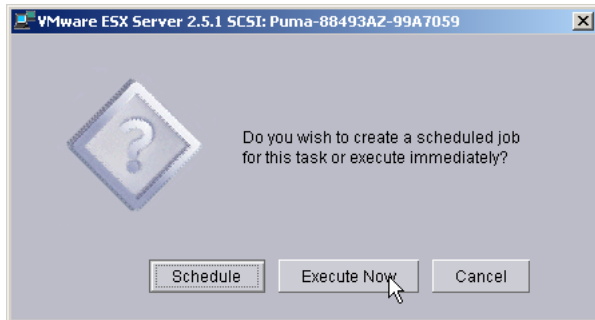 VMware ESX Server 2.5.1 SCSI: Puma-88493AZ-99A7059
Do you wish to create a scheduled job
for this task or execute immediately?
Schedule Execute Now Cancel